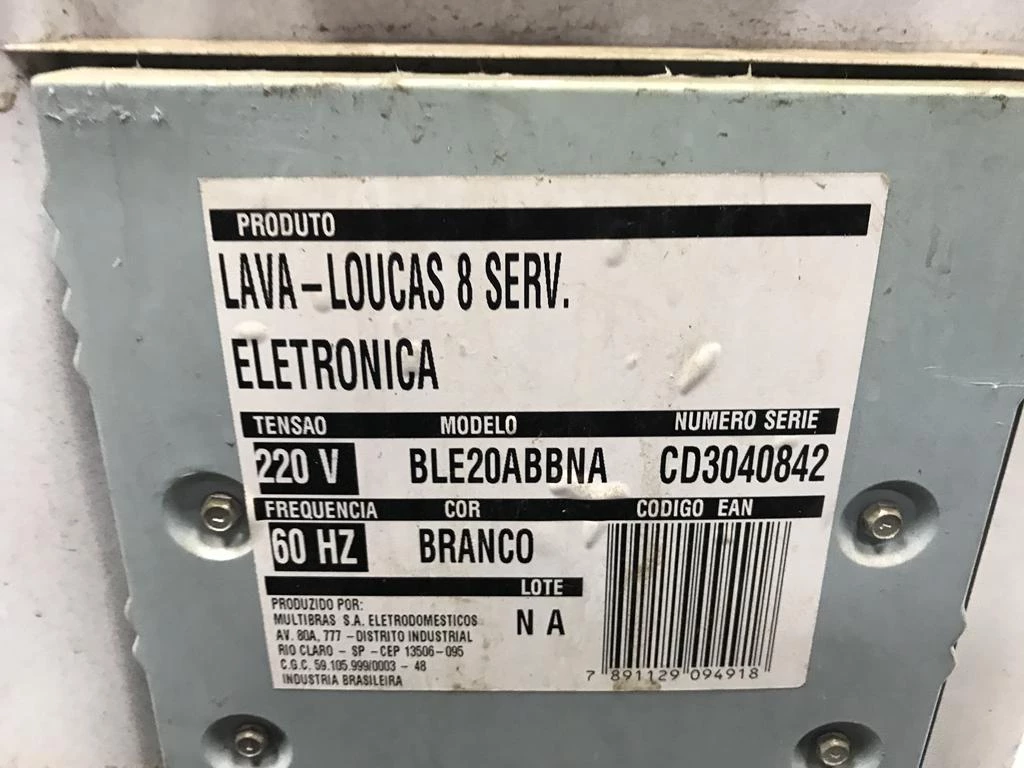 PRODUTO
LAVA-LOUCAS 8 SERV.
ELETRONICA
TENSAO MODELO NUMERO SERIE
220 V BLE20ABBNA CD3040842
FREQUENCIA COR CODIGO EAN
60 HZ BRANCO
LOTE
N A
PRODUZIDO POR:
MULTIBRAS S.A. ELETRODOMESTICOS
AV. 80A, 777 - DISTRITO INDUSTRIAL
RIO CLARO - SP - CEP 13506-095
C.G.C. 59.105.999/0003 - 48
INDUSTRIA BRASILEIRA
7 891129 094918